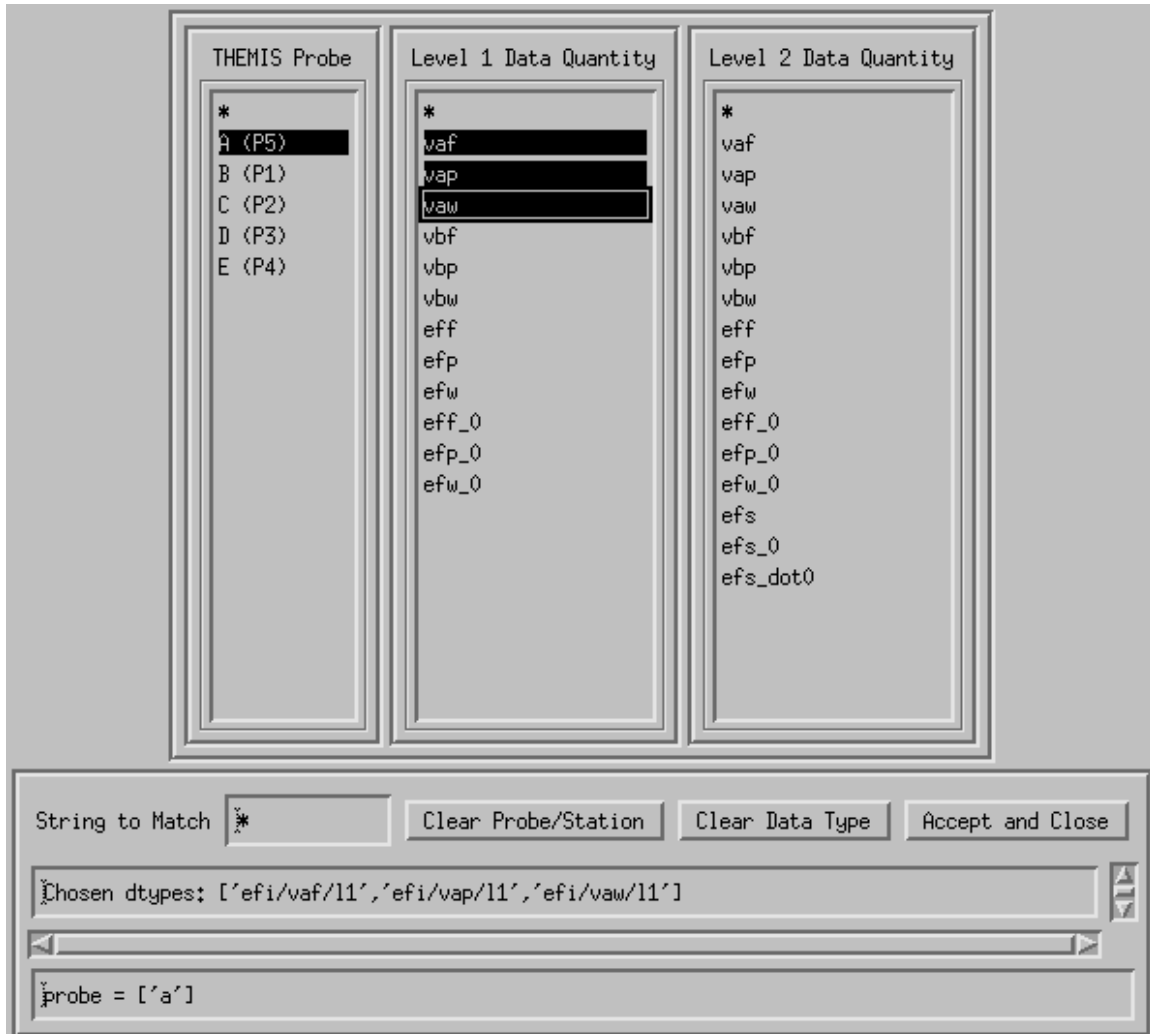 THEMIS Probe
*
A (P5)
B (P1)
C (P2)
D (P3)
E (P4)
Level 1 Data Quantity
*
vaf
vap
vaw
vbf
vbp
vbw
eff
efp
efw
eff_0
efp_0
efw_0
Level 2 Data Quantity
*
vaf
vap
vaw
vbf
vbp
vbw
eff
efp
efw
eff_0
efp_0
efw_0
efs
efs_0
efs_dot0
String to Match * Clear Probe/Station Clear Data Type Accept and Close
Chosen dtypes: ['efi/vaf/l1','efi/vap/l1','efi/vaw/l1']
probe = ['a']